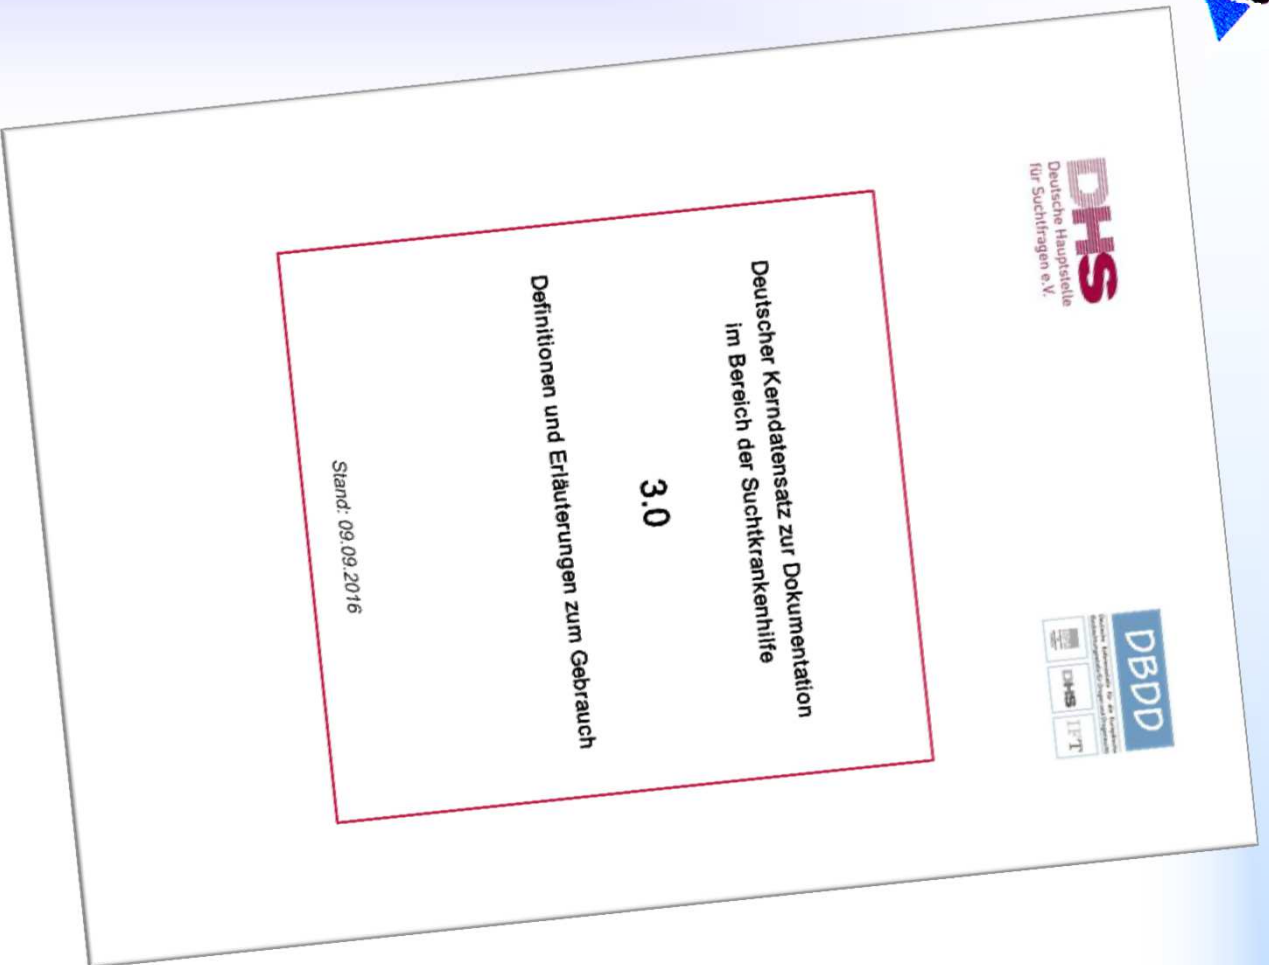 DHS
Deutsche Hauptstelle
für Suchtfragen e.V.
DBDD
DHS
IFT
Deutscher Kerndatensatz zur Dokumentation
im Bereich der Suchtkrankenhilfe
3.0
Definitionen und Erläuterungen zum Gebrauch
Stand: 09.09.2016